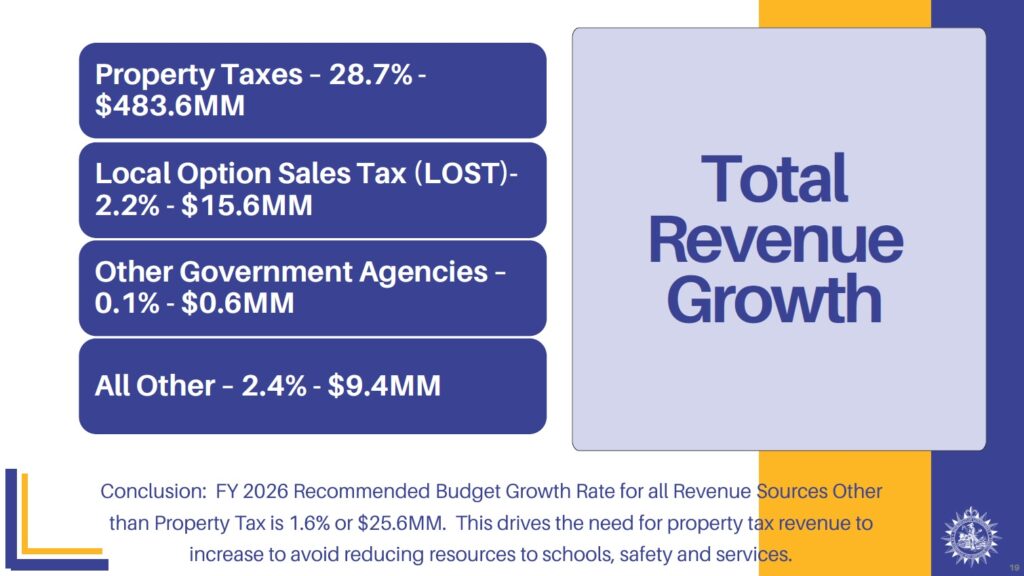 Property Taxes – 28.7% -
$483.6MM
Local Option Sales Tax (LOST)-
2.2% - $15.6MM
Other Government Agencies –
0.1% - $0.6MM
All Other – 2.4% - $9.4MM
Total
Revenue
Growth
Conclusion:  FY 2026 Recommended Budget Growth Rate for all Revenue Sources Other
than Property Tax is 1.6% or $25.6MM.  This drives the need for property tax revenue to
increase to avoid reducing resources to schools, safety and services.
19